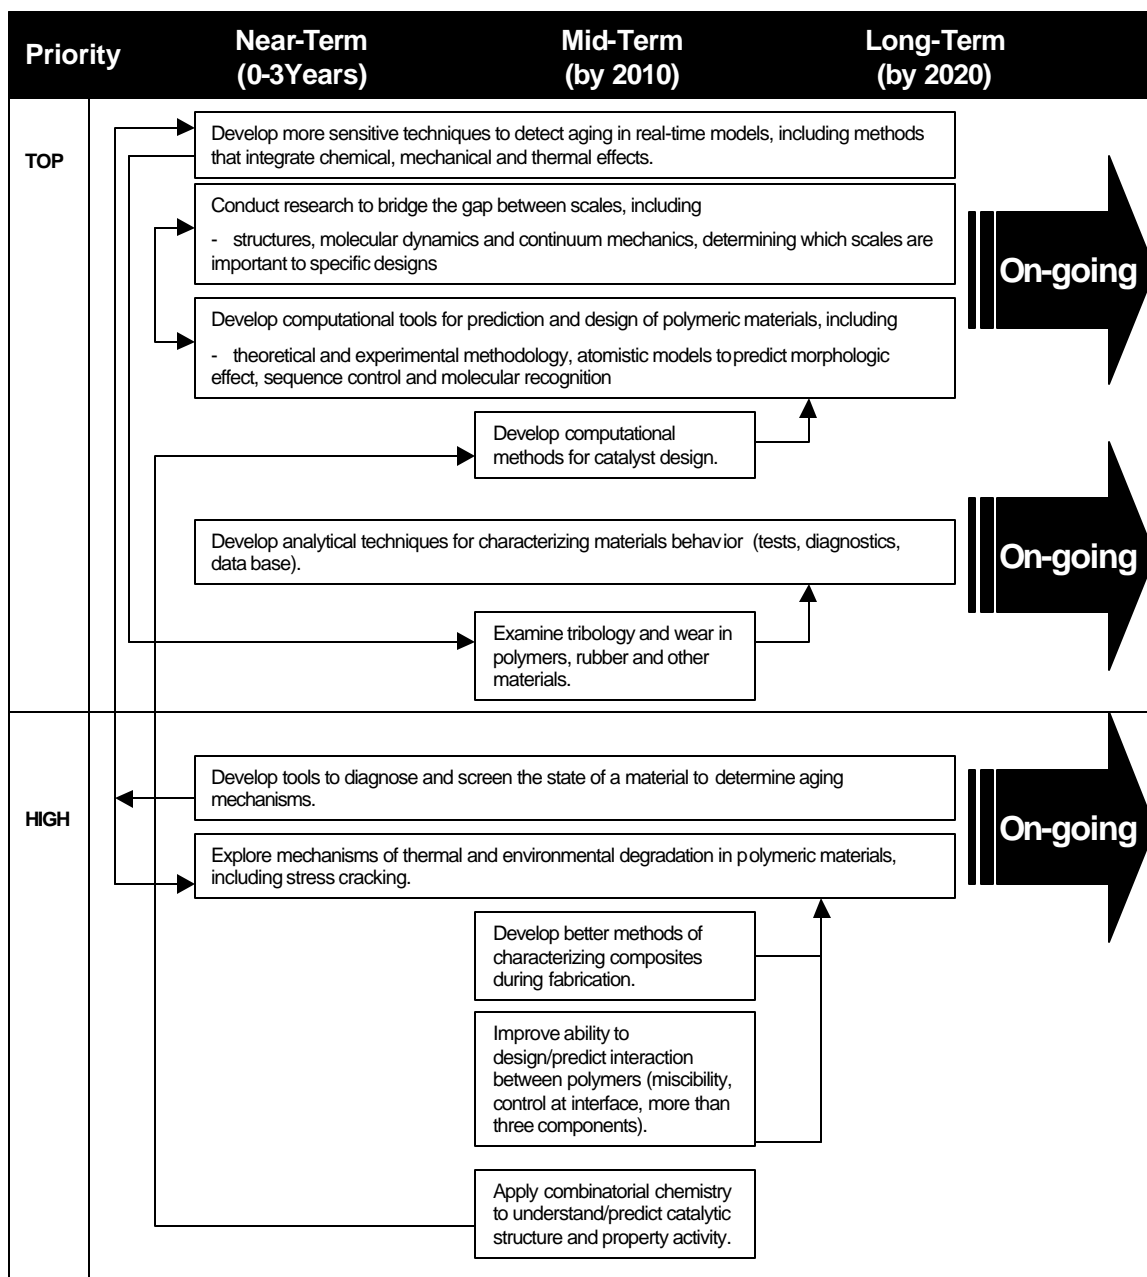 Priority
Near-Term
(0-3Years)
Mid-Term
(by 2010)
Long-Term
(by 2020)
TOP
Develop more sensitive techniques to detect aging in real-time models, including methods
that integrate chemical, mechanical and thermal effects.
Conduct research to bridge the gap between scales, including
- structures, molecular dynamics and continuum mechanics, determining which scales are
important to specific designs
On-going
Develop computational tools for prediction and design of polymeric materials, including
- theoretical and experimental methodology, atomistic models to predict morphologic
effect, sequence control and molecular recognition
Develop computational
methods for catalyst design.
Develop analytical techniques for characterizing materials behavior (tests, diagnostics,
data base).
On-going
Examine tribology and wear in
polymers, rubber and other
materials.
HIGH
Develop tools to diagnose and screen the state of a material to determine aging
mechanisms.
On-going
Explore mechanisms of thermal and environmental degradation in polymeric materials,
including stress cracking.
Develop better methods of
characterizing composites
during fabrication.
Improve ability to
design/predict interaction
between polymers (miscibility,
control at interface, more than
three components).
Apply combinatorial chemistry
to understand/predict catalytic
structure and property activity.